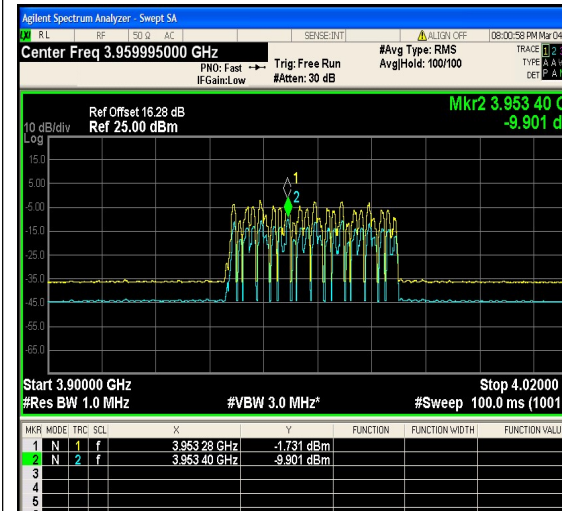 Agilent Spectrum Analyzer - Swept SA
RL RF 50 Ω AC SENSE:INT ALIGN OFF 08:00:58 PM Mar 04
Center Freq 3.959995000 GHz
PNO: Fast
IFGain:Low
Trig: Free Run
#Atten: 30 dB
#Avg Type: RMS
Avg|Hold: 100/100
TRACE 1 2
TYPE A A
DET P A
Mkr2 3.953 40 G
-9.901 d
Ref Offset 16.28 dB
10 dB/div Ref 25.00 dBm
Log
15.0
5.00
-5.00
-15.0
-25.0
-35.0
-45.0
-55.0
-65.0
1
2
Start 3.90000 GHz Stop 4.02000
#Res BW 1.0 MHz #VBW 3.0 MHz* #Sweep 100.0 ms (1001
MKR MODE TRC SCL X Y FUNCTION FUNCTION WIDTH FUNCTION VALU
1 N 1 f 3.953 28 GHz -1.731 dBm
2 N 2 f 3.953 40 GHz -9.901 dBm
3
4
5